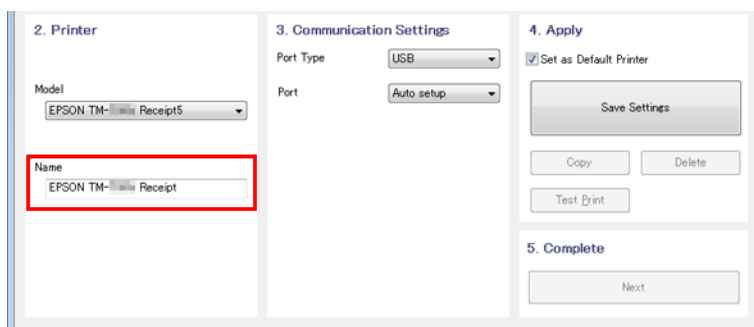 2. Printer
Model
EPSON TM- Receipt5
Name
EPSON TM- Receipt
3. Communication Settings
Port Type
USB
Port
Auto setup
4. Apply
Set as Default Printer
Save Settings
Copy
Delete
Test Print
5. Complete
Next